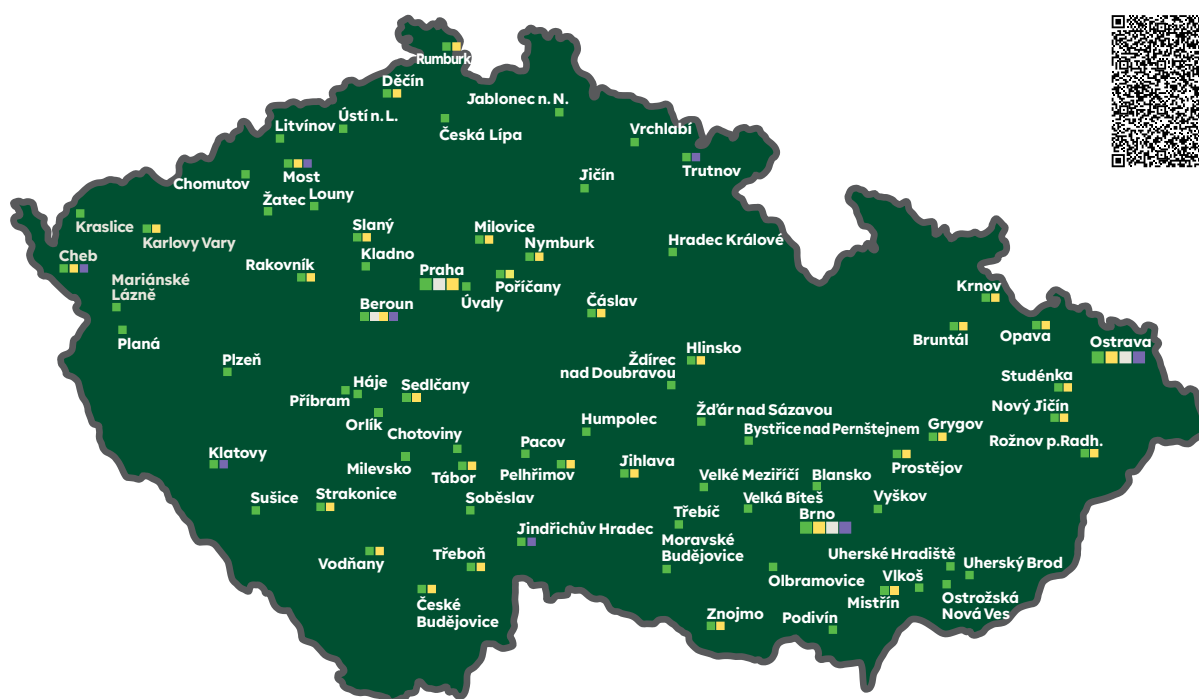 Rumburk
Děčín
Jablonec n. N.
Ústí n. L.
Česká Lípa
Litvínov
Vrchlabí
Trutnov
Most
Chomutov
Jičín
Žatec
Louny
Kraslice
Karlovy Vary
Slaný
Milovice
Nymburk
Hradec Králové
Cheb
Kladno
Rakovník
Praha
Poříčany
Úvaly
Mariánské
Lázně
Krnov
Beroun
Čáslav
Planá
Bruntál
Opava
Ostrava
Hlinsko
Plzeň
Ždírec
nad Doubravou
Studénka
Háje
Sedlčany
Příbram
Orlík
Nový Jičín
Humpolec
Žďár nad Sázavou
Bystřice nad Pernštejnem
Grygov
Chotoviny
Rožnov p.Radh.
Klatovy
Pacov
Milevsko
Tábor
Pelhřimov
Jihlava
Prostějov
Velké Meziříčí
Blansko
Sušice
Strakonice
Soběslav
Velká Bíteš
Vyškov
Brno
Třebíč
Jindřichův Hradec
Moravské
Budějovice
Vodňany
Třeboň
Uherské Hradiště
Uherský Brod
Olbramovice
Vlkoš
Mistřín
Ostrožská
Nová Ves
České
Budějovice
Znojmo
Podivín